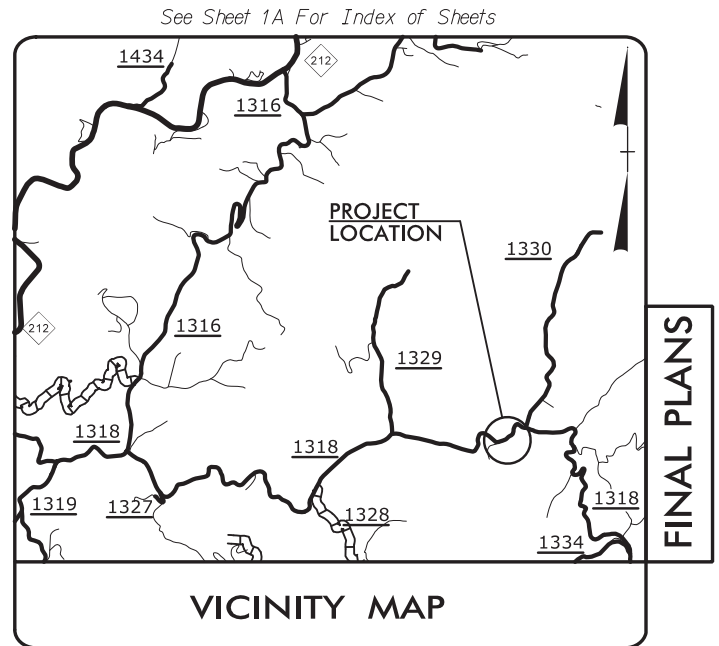 See Sheet 1A For Index of Sheets
1434
212
1316
PROJECT
LOCATION
1330
1316
212
1329
1318
1318
1319
1327
1328
1318
1334
FINAL PLANS
VICINITY MAP